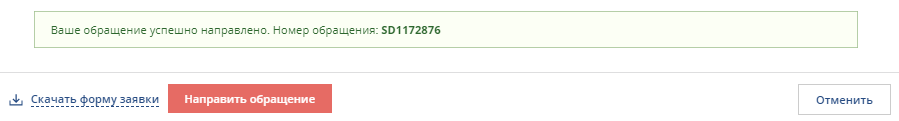 Ваше обращение успешно направлено. Номер обращения: SD1172876
Скачать форму заявки
Направить обращение
Отменить